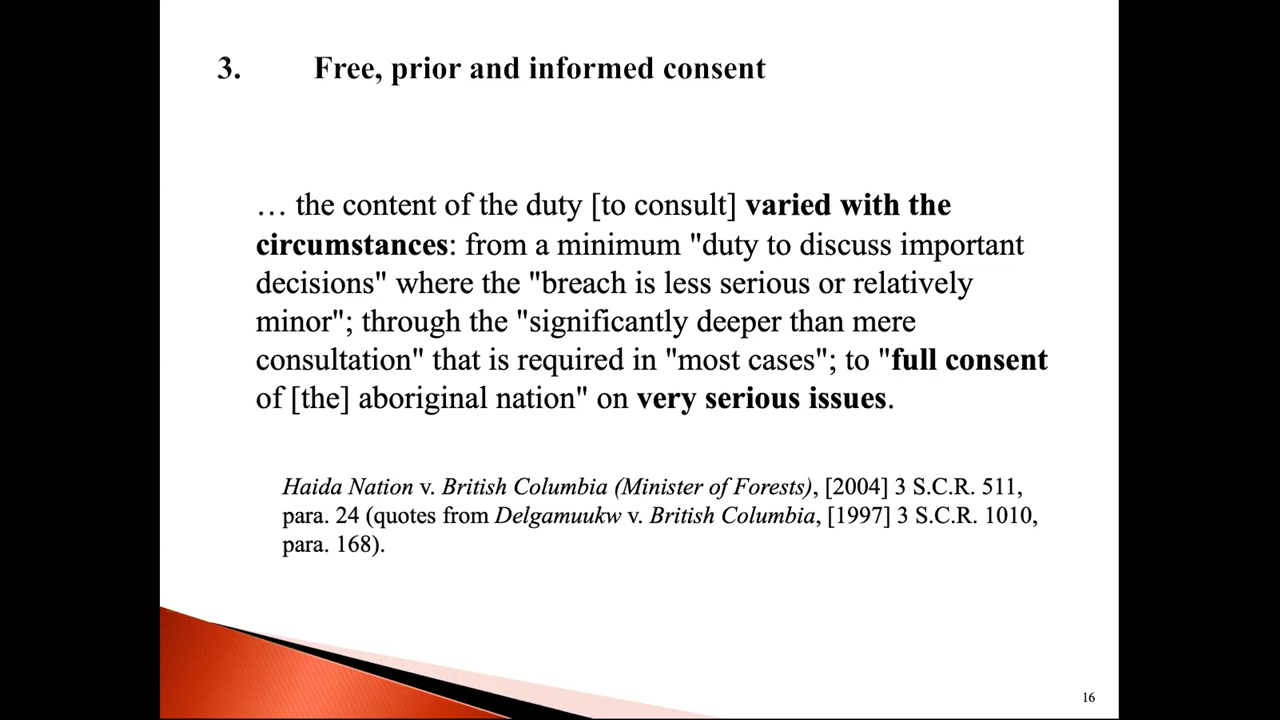 3. Free, prior and informed consent
… the content of the duty [to consult] varied with the
circumstances: from a minimum "duty to discuss important
decisions" where the "breach is less serious or relatively
minor"; through the "significantly deeper than mere
consultation" that is required in "most cases"; to "full consent
of [the] aboriginal nation" on very serious issues.
Haida Nation v. British Columbia (Minister of Forests), [2004] 3 S.C.R. 511,
para. 24 (quotes from Delgamuukw v. British Columbia, [1997] 3 S.C.R. 1010,
para. 168).
16